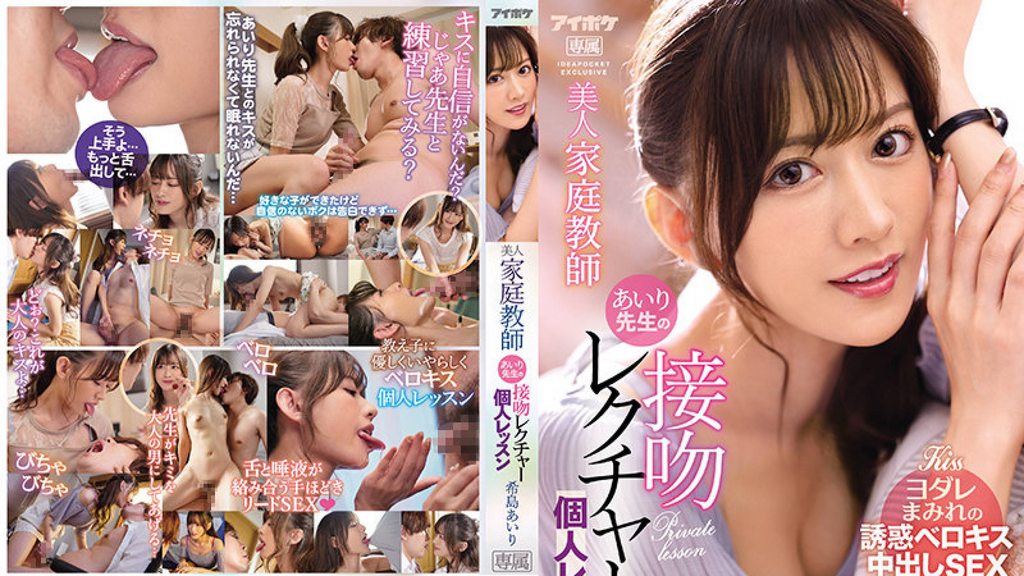 そう
上手よ…
もっと舌
出して…
あいり先生とのキスが
忘れられなくて眠れないんだ…
キスに自信がないんだ?
じゃあ先生と
練習してみる?
好きな子ができたけど
自信のないボクは告白できず…
ネチョ
ネチョ
どぉ?これが
大人のキスよ…
びちゃ
びちゃ
先生がキミを
大人の男にしてあげる…
ベロ
ベロ
教え子に
優しくいやらしく
ベロキス
個人レッスン
舌と唾液が
絡み合う手ほどき
リードSEX♥
アイポケ
美人
家庭教師
あいり先生の
接吻レクチャー
個人レッスン
希島あいり
専属
アイポケ
専属
IDEAPOCKET
EXCLUSIVE
美人家庭教師
あいり
先生の
接吻
レクチャー
個人レ
Private
lesson
Kiss
ヨダレ
まみれの
誘惑ベロキス
中出しSEX